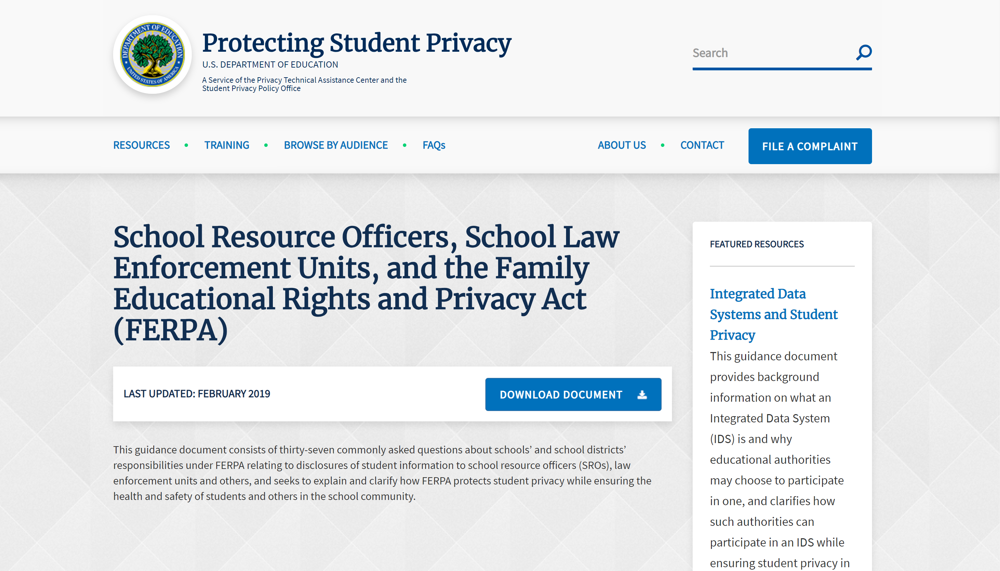 DEPARTMENT OF EDUCATION
UNITED STATES OF AMERICA
Protecting Student Privacy
U.S. DEPARTMENT OF EDUCATION
A Service of the Privacy Technical Assistance Center and the
Student Privacy Policy Office
Search
RESOURCES
TRAINING
BROWSE BY AUDIENCE
FAQs
ABOUT US
CONTACT
FILE A COMPLAINT
School Resource Officers, School Law
Enforcement Units, and the Family
Educational Rights and Privacy Act
(FERPA)
LAST UPDATED: FEBRUARY 2019
DOWNLOAD DOCUMENT
This guidance document consists of thirty-seven commonly asked questions about schools’ and school districts’
responsibilities under FERPA relating to disclosures of student information to school resource officers (SROs), law
enforcement units and others, and seeks to explain and clarify how FERPA protects student privacy while ensuring the
health and safety of students and others in the school community.
FEATURED RESOURCES
Integrated Data
Systems and Student
Privacy
This guidance document
provides background
information on what an
Integrated Data System
(IDS) is and why
educational authorities
may choose to participate
in one, and clarifies how
such authorities can
participate in an IDS while
ensuring student privacy in